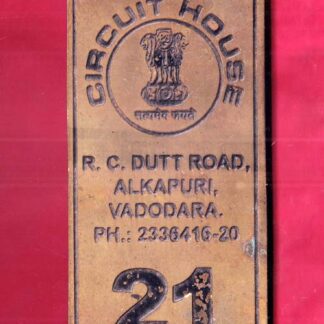 CIRCUIT HOUSE
सत्यमेव जयते
R. C. DUTT ROAD,
ALKAPURI,
VADODARA.
PH.: 2336416-20
21